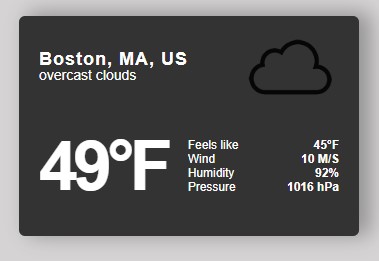 Boston, MA, US
overcast clouds
49°F
Feels like 45°F
Wind 10 M/S
Humidity 92%
Pressure 1016 hPa